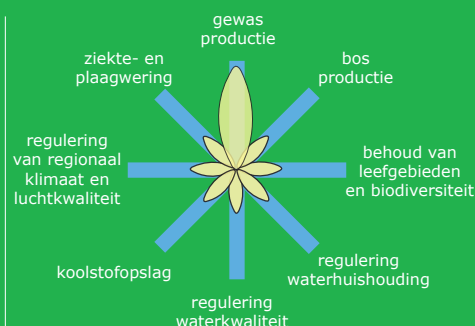 gewas
productie
ziekte- en
plaagwering
bos
productie
regulering
van regionaal
klimaat en
luchtkwaliteit
behoud van
leefgebieden
en biodiversiteit
koolstofopslag
regulering
waterhuishouding
regulering
waterkwaliteit